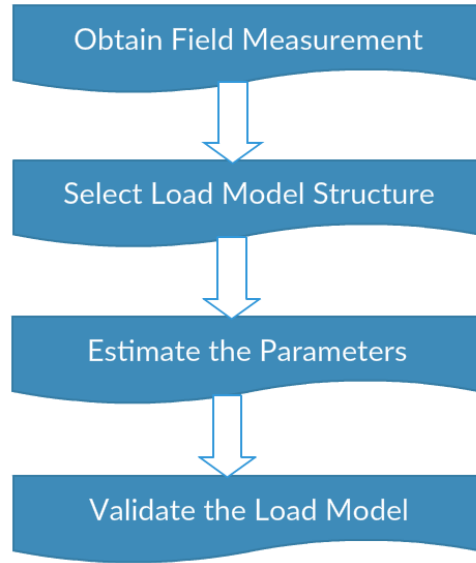 Obtain Field Measurement
Select Load Model Structure
Estimate the Parameters
Validate the Load Model